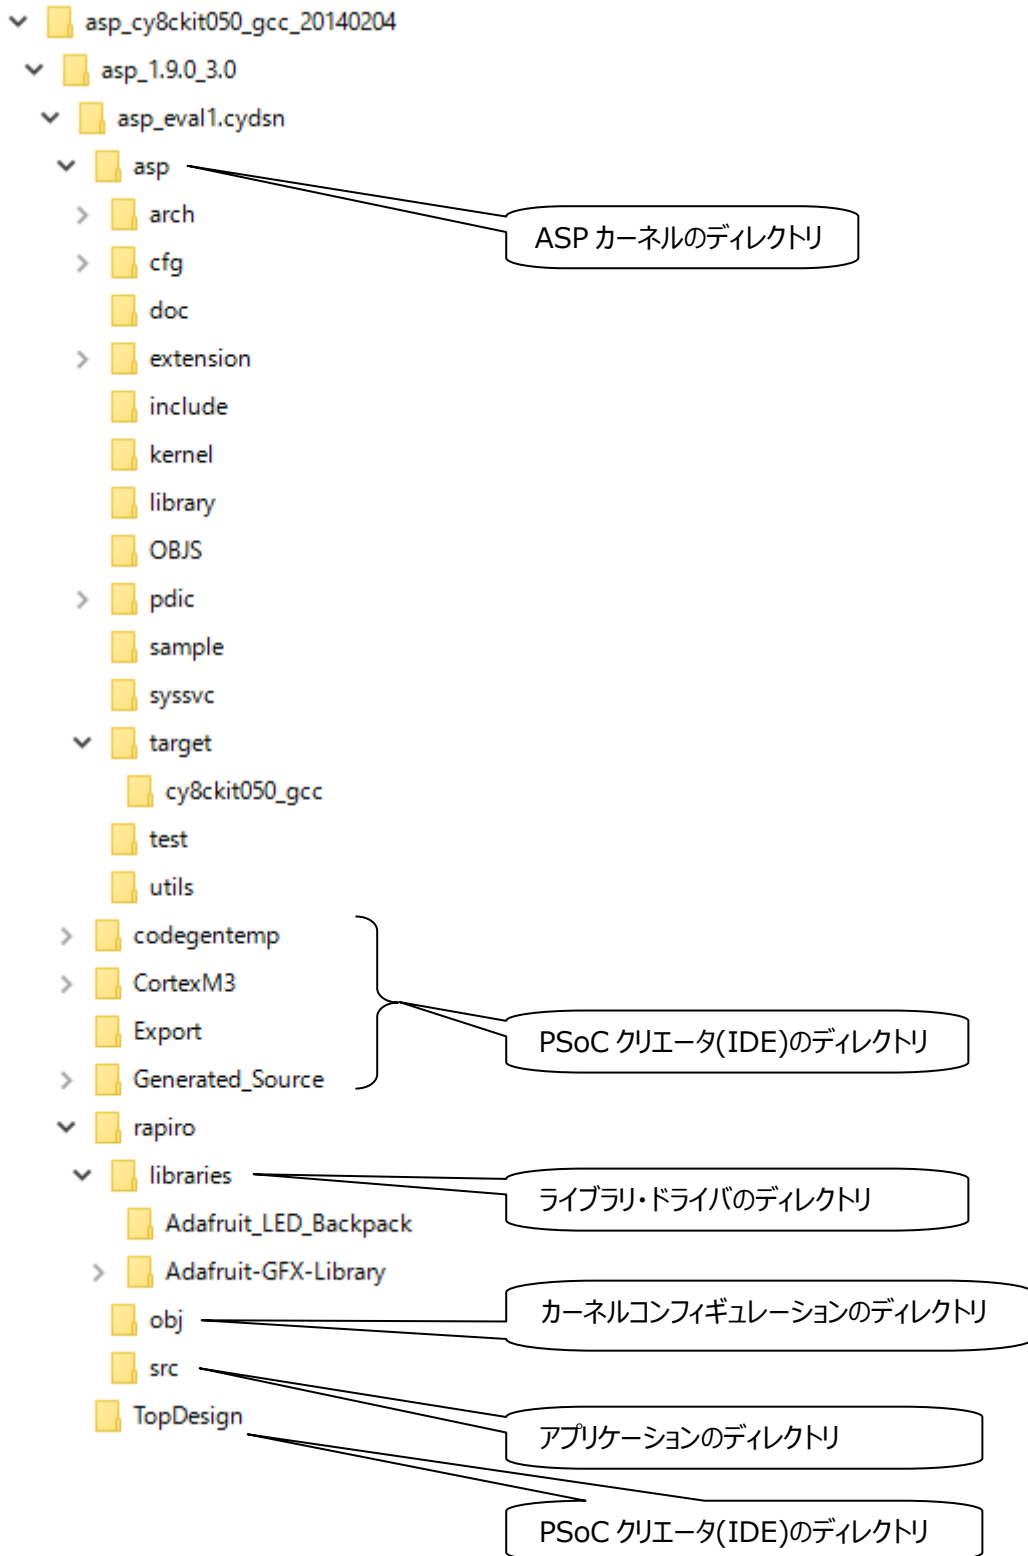 asp_cy8ckit050_gcc_20140204
asp_1.9.0_3.0
asp_eval1.cydsn
asp
arch
ASP カーネルのディレクトリ
cfg
doc
extension
include
kernel
library
OBJS
pdic
sample
syssvc
target
cy8ckit050_gcc
test
utils
codegentemp
CortexM3
Export
PSoC クリエータ(IDE)のディレクトリ
Generated_Source
rapiro
libraries
ライブラリ・ドライバのディレクトリ
Adafruit_LED_Backpack
Adafruit-GFX-Library
obj
カーネルコンフィギュレーションのディレクトリ
src
TopDesign
アプリケーションのディレクトリ
PSoC クリエータ(IDE)のディレクトリ